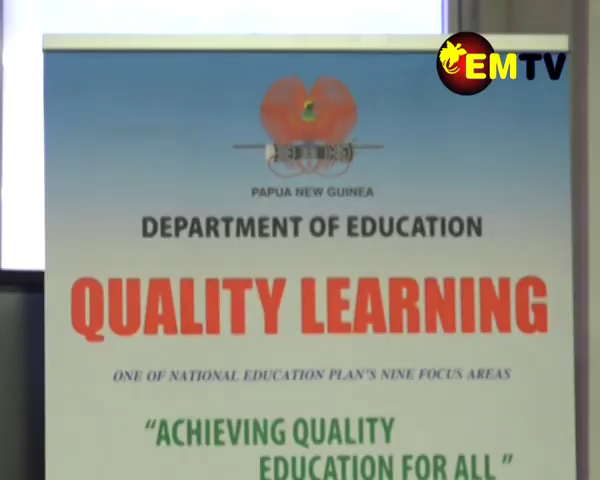 EMTV
PAPUA NEW GUINEA
DEPARTMENT OF EDUCATION
QUALITY LEARNING
ONE OF NATIONAL EDUCATION PLAN'S NINE FOCUS AREAS
"ACHIEVING QUALITY
EDUCATION FOR ALL"